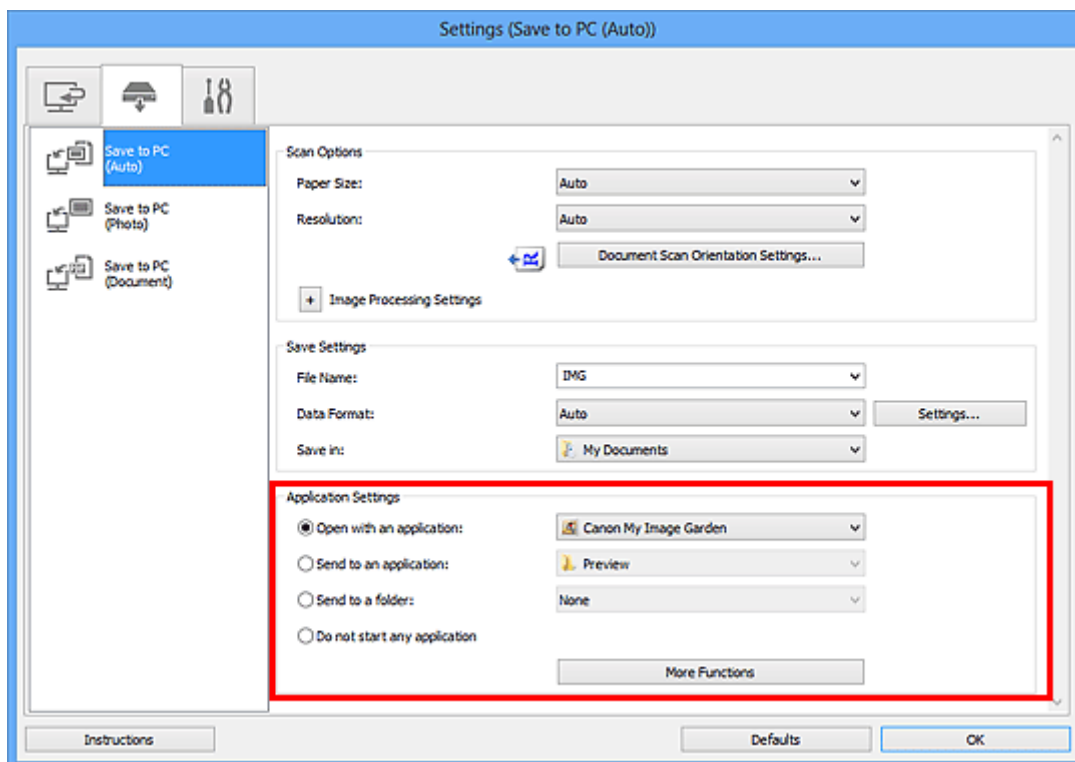 Settings (Save to PC (Auto))
Save to PC
(Auto)
Save to PC
(Photo)
Save to PC
(Document)
Scan Options
Paper Size: Auto
Resolution: Auto
Document Scan Orientation Settings...
+ Image Processing Settings
Save Settings
File Name: IMG
Data Format: Auto Settings...
Save in: My Documents
Application Settings
Open with an application: Canon My Image Garden
Send to an application: Preview
Send to a folder: None
Do not start any application
More Functions
Instructions Defaults OK